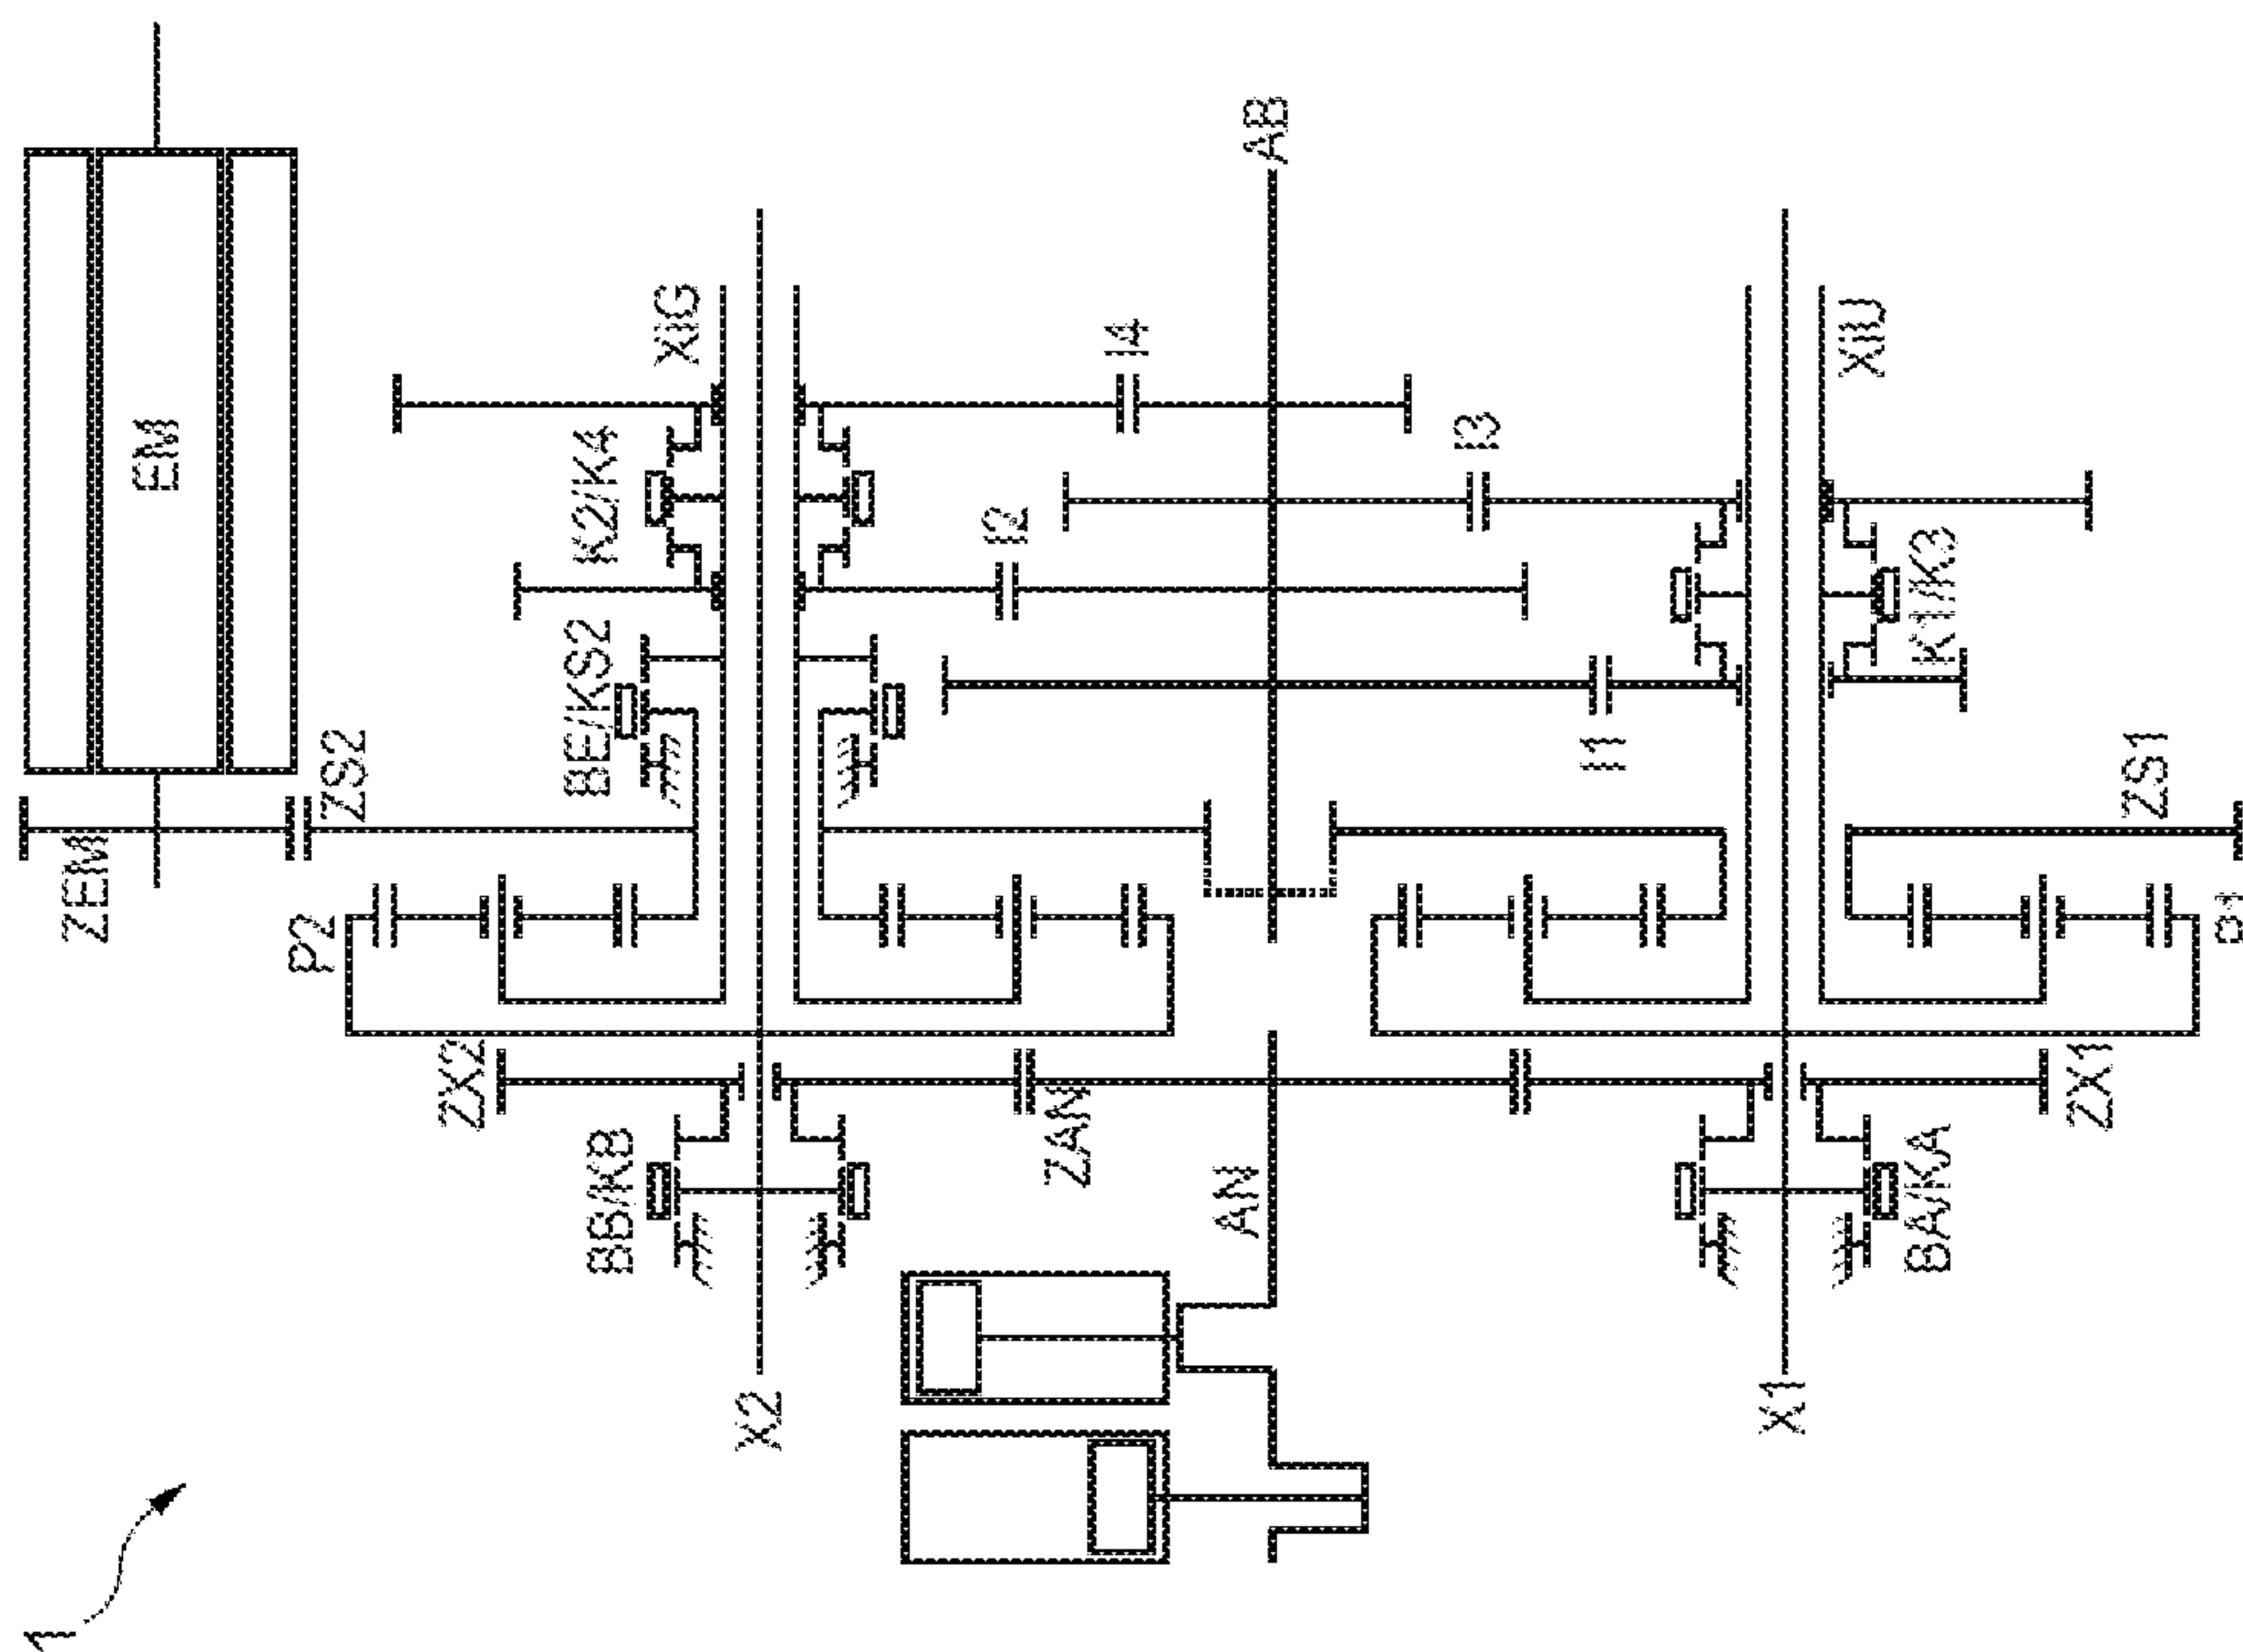 1
EM
ZEM
ZS2
P2
XIG
K2/K4
BE/KS2
ZX2
BB/KB
X2
AB
I4
I3
I2
I1
ZAN
AN
XIU
K1/K3
ZS1
P1
ZX1
BA/KA
X1